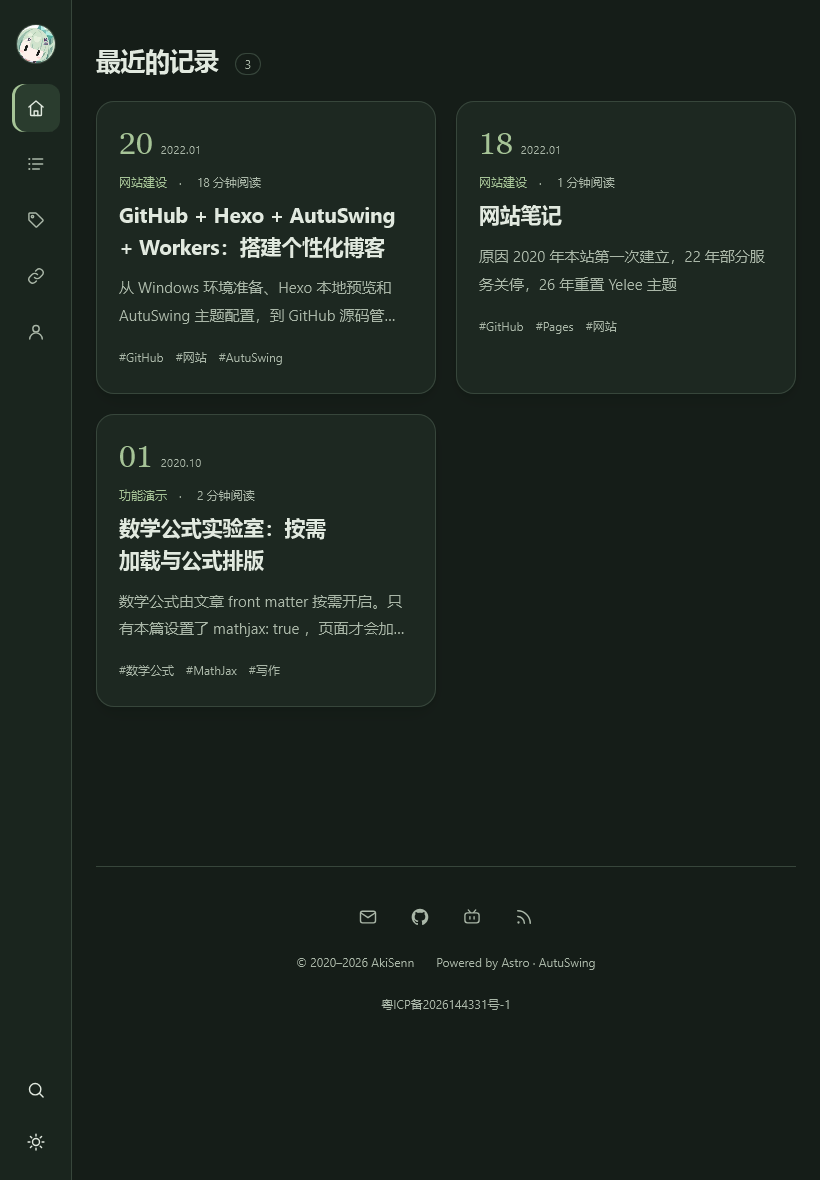 最近的记录 3
20 2022.01
网站建设 · 18 分钟阅读
GitHub + Hexo + AutuSwing
+ Workers：搭建个性化博客
从 Windows 环境准备、Hexo 本地预览和
AutuSwing 主题配置，到 GitHub 源码管...
#GitHub #网站 #AutuSwing
18 2022.01
网站建设 · 1 分钟阅读
网站笔记
原因 2020 年本站第一次建立，22 年部分服
务关停，26 年重置 Yelee 主题
#GitHub #Pages #网站
01 2020.10
功能演示 · 2 分钟阅读
数学公式实验室：按需
加载与公式排版
数学公式由文章 front matter 按需开启。只
有本篇设置了 mathjax: true ，页面才会加...
#数学公式 #MathJax #写作
© 2020–2026 AkiSenn Powered by Astro · AutuSwing
粤ICP备2026144331号-1